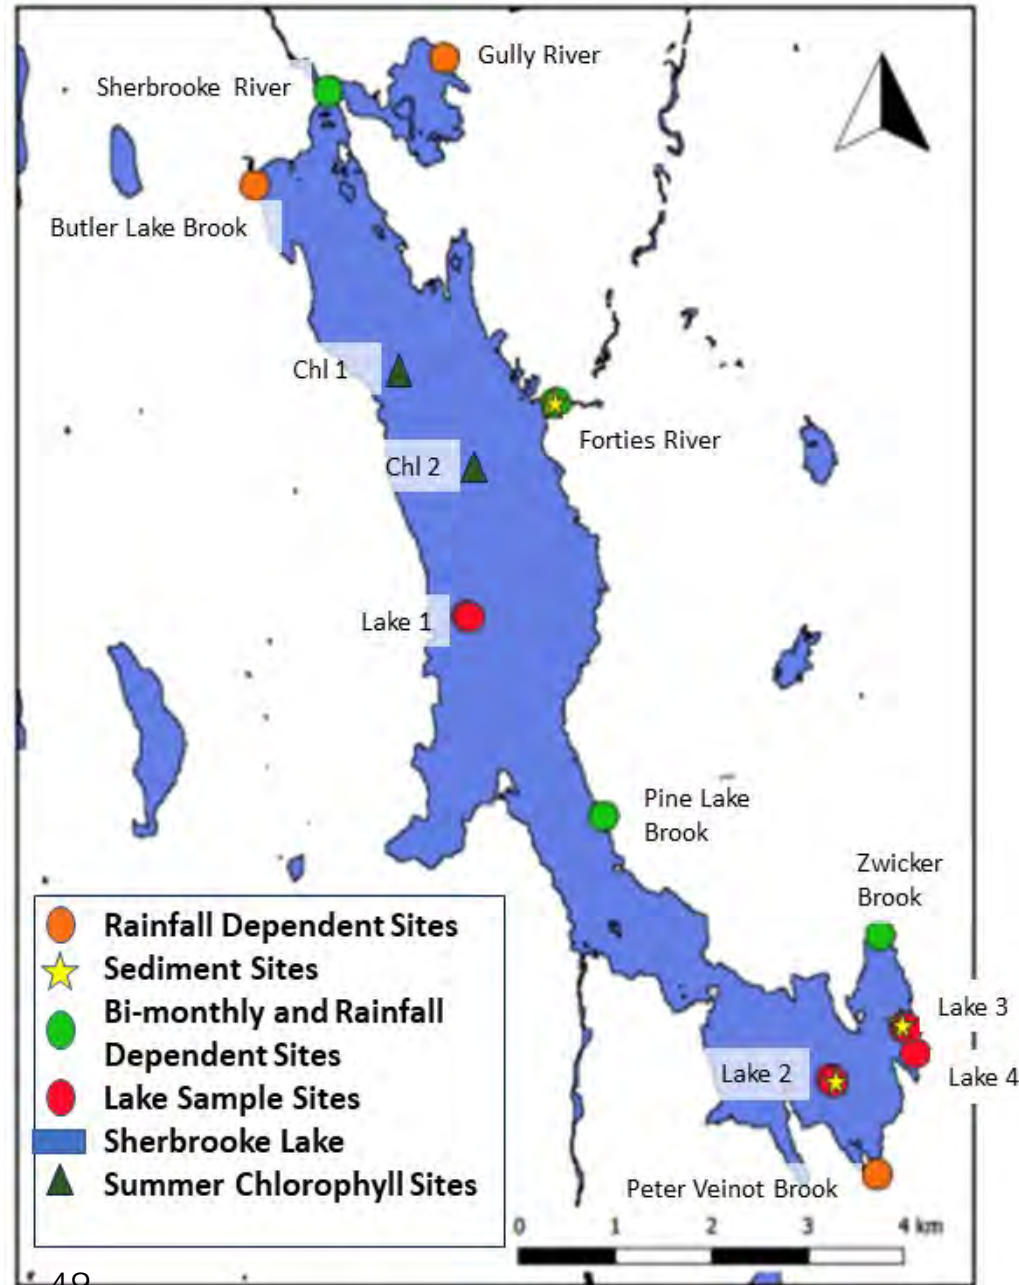 Gully River
Sherbrooke River
Butler Lake Brook
Chl 1
Forties River
Chl 2
Lake 1
Pine Lake
Brook
Zwicker
Brook
Rainfall Dependent Sites
Sediment Sites
Bi-monthly and Rainfall
Dependent Sites
Lake Sample Sites
Sherbrooke Lake
Summer Chlorophyll Sites
Lake 3
Lake 2
Lake 4
Peter Veinot Brook
0 1 2 3 4 km